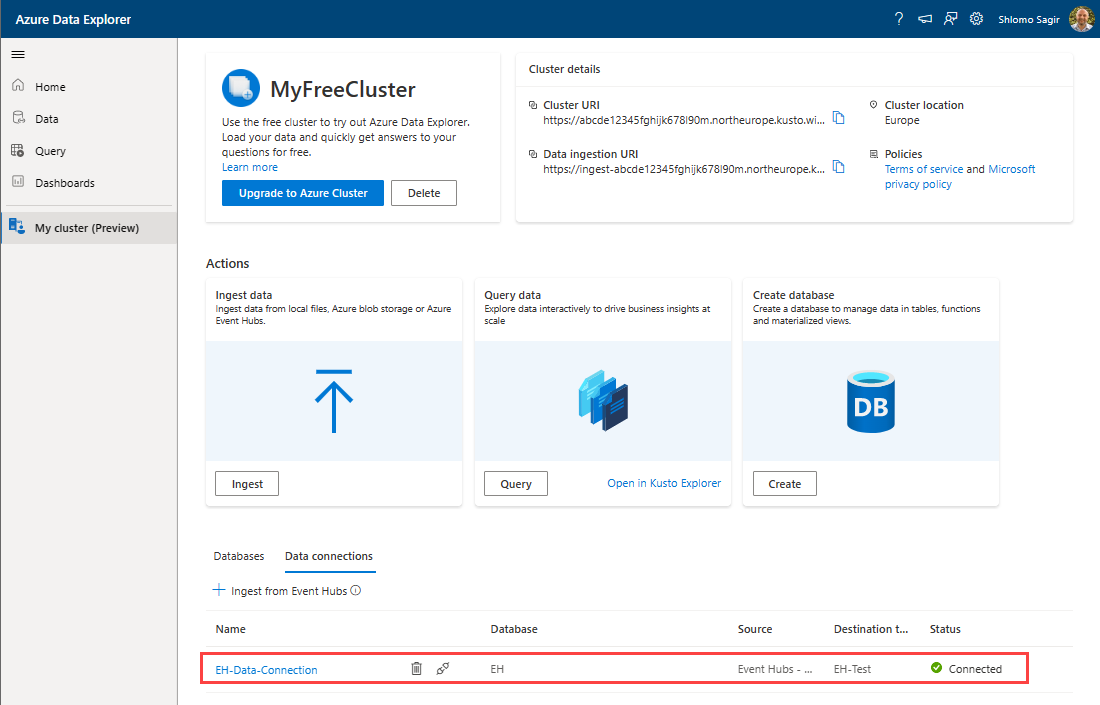 Azure Data Explorer
?
Shlomo Sagir
Home
Data
Query
Dashboards
My cluster (Preview)
MyFreeCluster
Use the free cluster to try out Azure Data Explorer.
Load your data and quickly get answers to your
questions for free.
Learn more
Upgrade to Azure Cluster
Delete
Cluster details
Cluster URI
https://abcde12345fghijk678l90m.northeurope.kusto.wi...
Data ingestion URI
https://ingest-abcde12345fghijk678l90m.northeurope.k...
Cluster location
Europe
Policies
Terms of service and Microsoft
privacy policy
Actions
Ingest data
Ingest data from local files, Azure blob storage or Azure
Event Hubs.
Ingest
Query data
Explore data interactively to drive business insights at
scale
Query
Open in Kusto Explorer
Create database
Create a database to manage data in tables, functions
and materialized views.
DB
Create
Databases
Data connections
Ingest from Event Hubs
Name
Database
Source
Destination t...
Status
EH-Data-Connection
EH
Event Hubs - ...
EH-Test
Connected